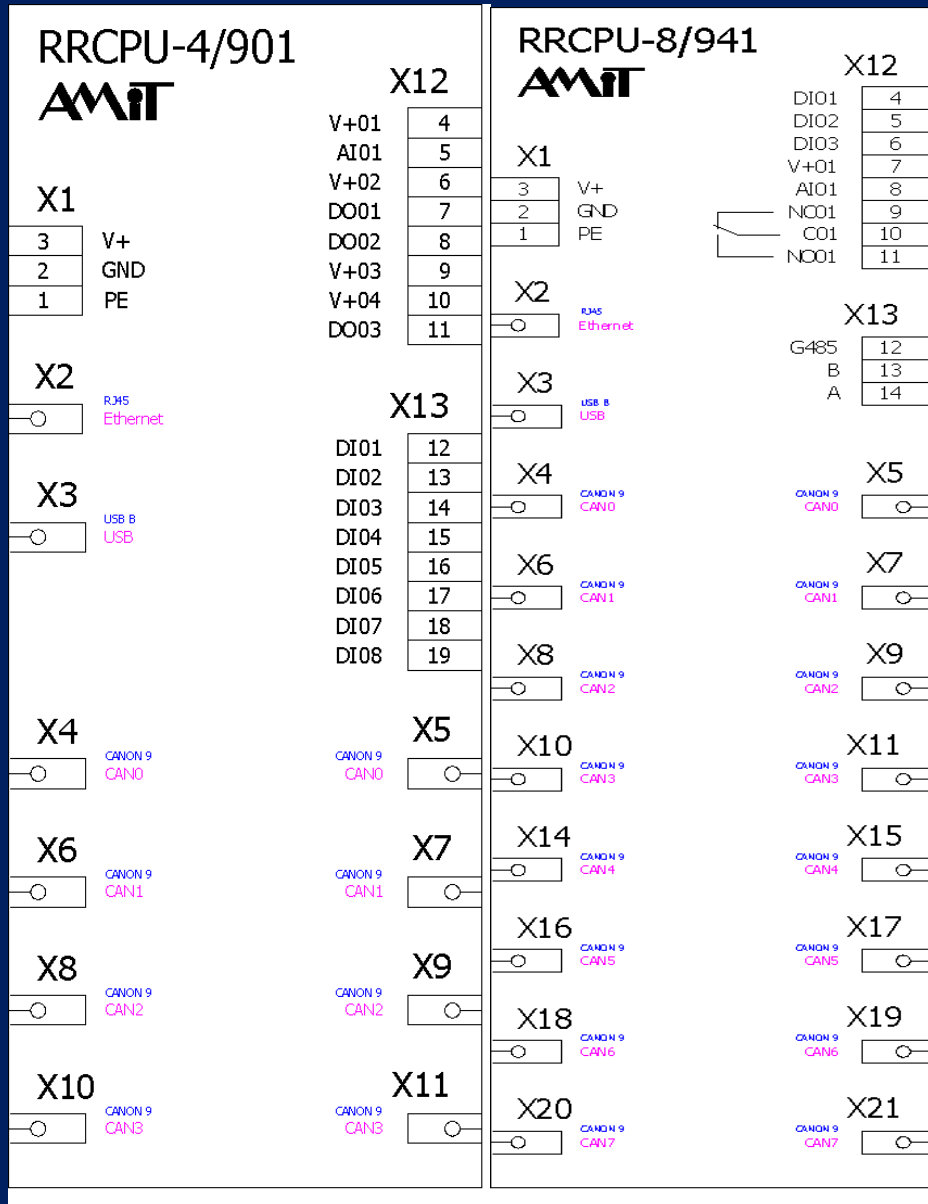 RRCPU-4/901
AMiT
X12
V+01 4
AI01 5
V+02 6
DO01 7
DO02 8
V+03 9
V+04 10
DO03 11
X1
3 V+
2 GND
1 PE
X2
RJ45
Ethernet
X13
DI01 12
DI02 13
DI03 14
DI04 15
DI05 16
DI06 17
DI07 18
DI08 19
X3
USB B
USB
X4
CANON 9
CAN0
X5
CANON 9
CAN0
X6
CANON 9
CAN1
X7
CANON 9
CAN1
X8
CANON 9
CAN2
X9
CANON 9
CAN2
X10
CANON 9
CAN3
X11
CANON 9
CAN3
RRCPU-8/941
AMiT
X12
DI01 4
DI02 5
DI03 6
V+01 7
AI01 8
NC01 9
C01 10
NO01 11
X1
3 V+
2 GND
1 PE
X2
RJ45
Ethernet
X13
G485 12
B 13
A 14
X3
USB B
USB
X4
CANON 9
CAN0
X5
CANON 9
CAN0
X6
CANON 9
CAN1
X7
CANON 9
CAN1
X8
CANON 9
CAN2
X9
CANON 9
CAN2
X10
CANON 9
CAN3
X11
CANON 9
CAN3
X14
CANON 9
CAN4
X15
CANON 9
CAN4
X16
CANON 9
CAN5
X17
CANON 9
CAN5
X18
CANON 9
CAN6
X19
CANON 9
CAN6
X20
CANON 9
CAN7
X21
CANON 9
CAN7